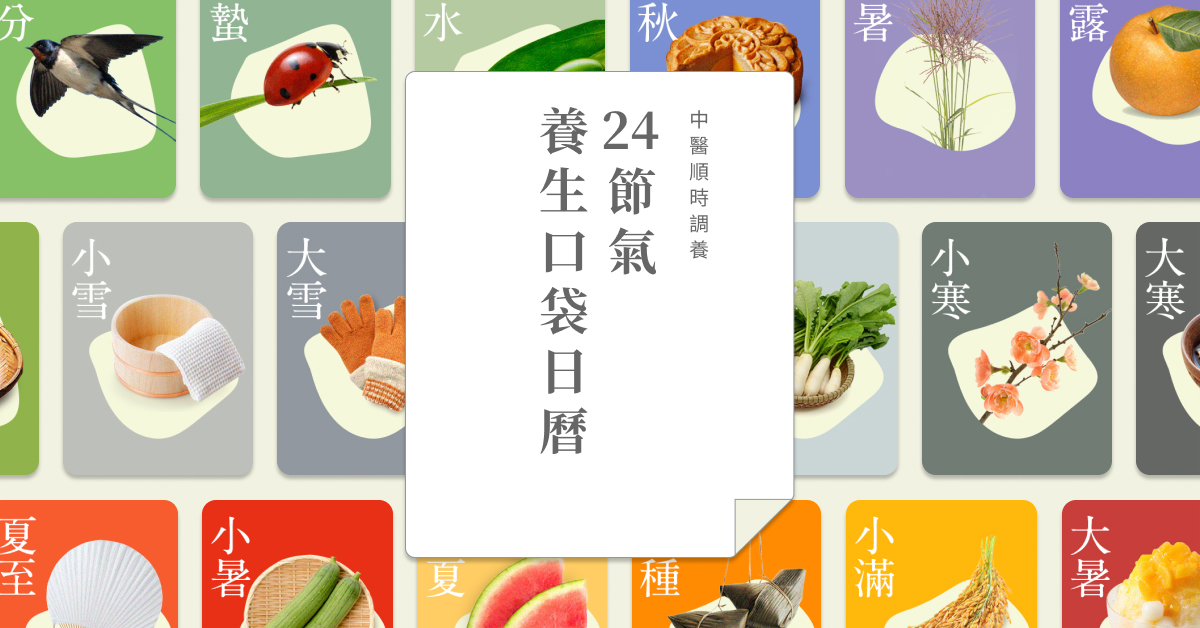 中醫順時調養
24節氣
養生口袋日曆
分
蟄
水
秋
暑
露
小雪
大雪
小寒
大寒
夏至
小暑
夏
種
小滿
大暑